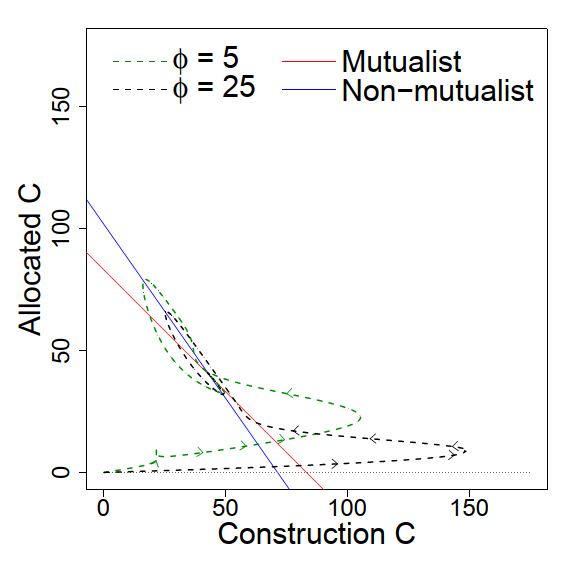 ϕ = 5 Mutualist
ϕ = 25 Non−mutualist
Allocated C
150
100
50
0
0 50 100 150
Construction C